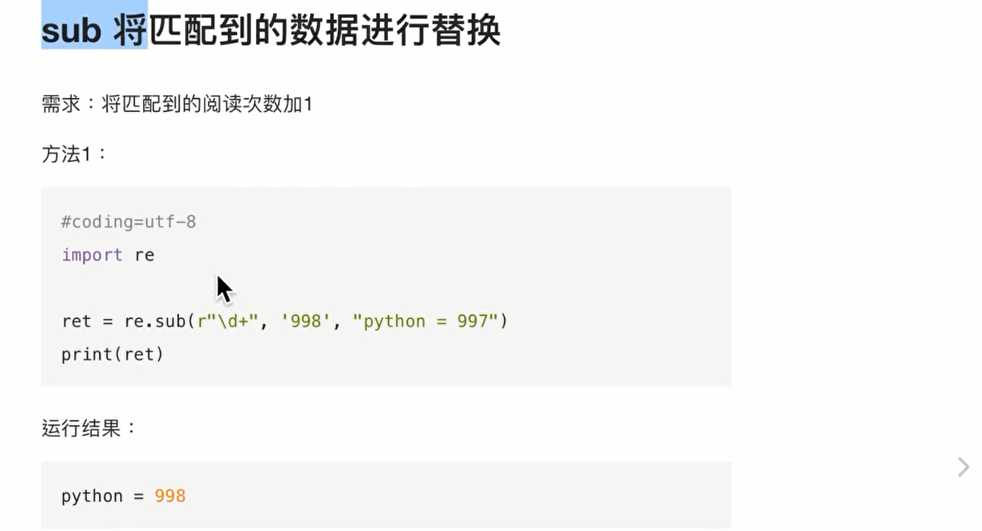 sub 将匹配到的数据进行替换
需求：将匹配到的阅读次数加1
方法1：
#coding=utf-8
import re
ret = re.sub(r"\d+", '998', "python = 997")
print(ret)
运行结果：
python = 998